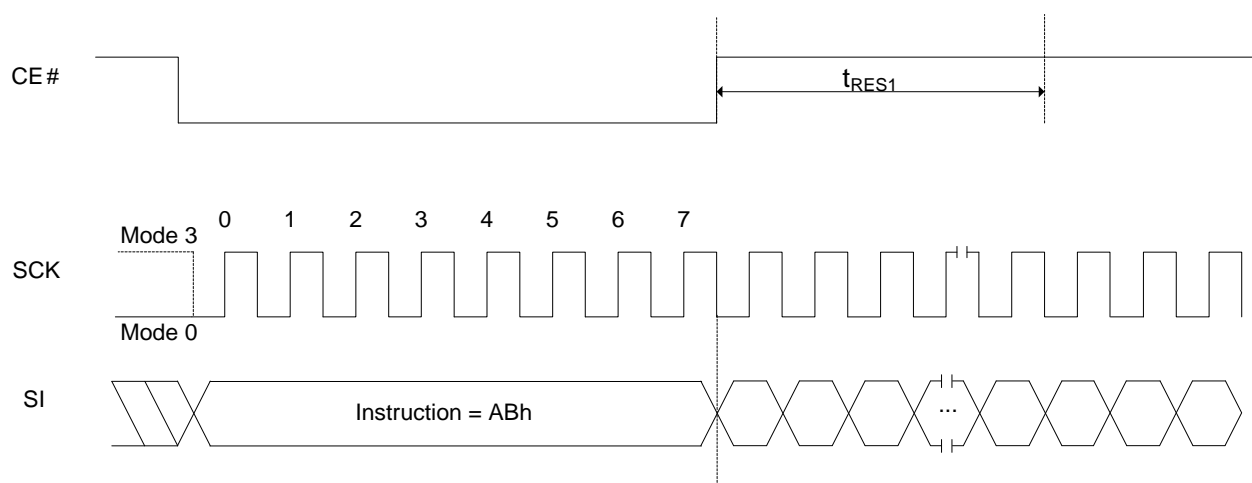 CE#
tRES1
0 1 2 3 4 5 6 7
Mode 3
SCK
Mode 0
SI
Instruction = ABh
...